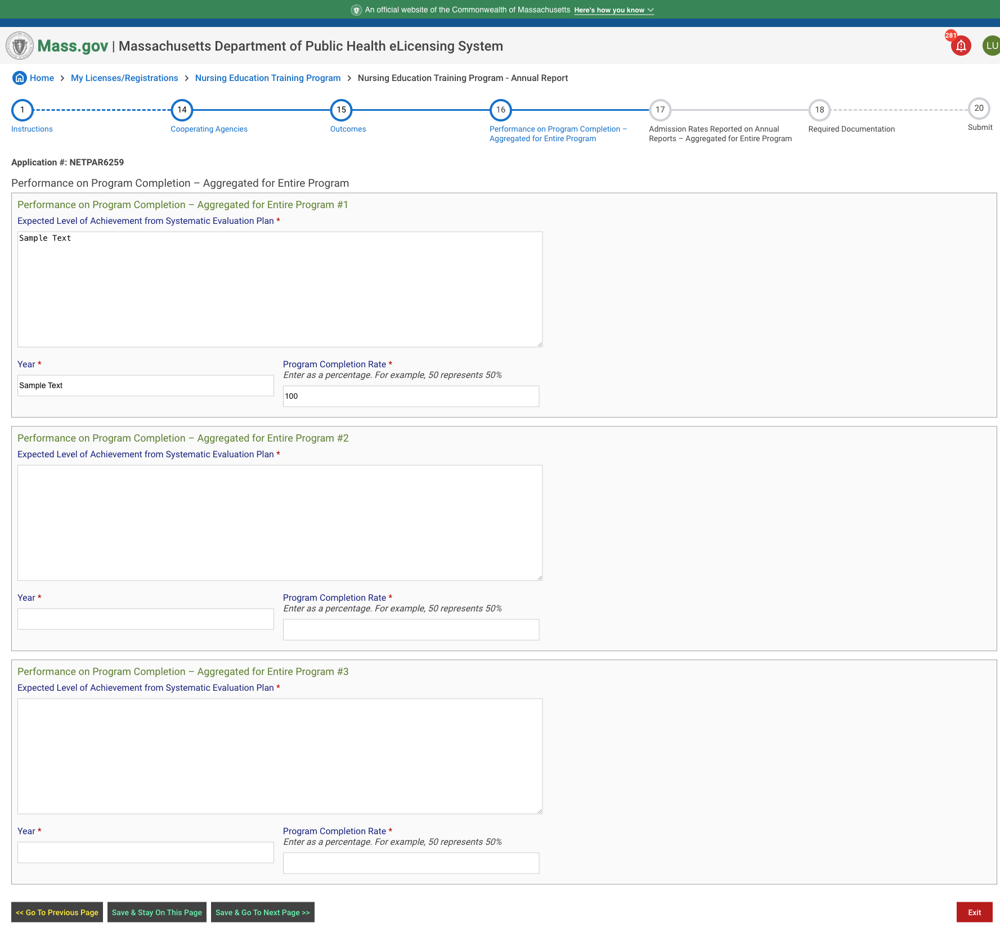 An official website of the Commonwealth of Massachusetts Here's how you know
Mass.gov | Massachusetts Department of Public Health eLicensing System
281
LU
Home > My Licenses/Registrations > Nursing Education Training Program > Nursing Education Training Program - Annual Report
1 14 15 16 17 18 20
Instructions Cooperating Agencies Outcomes Performance on Program Completion – Admission Rates Reported on Annual Required Documentation Submit
Aggregated for Entire Program Reports – Aggregated for Entire Program
Application #: NETPAR6259
Performance on Program Completion – Aggregated for Entire Program
Performance on Program Completion – Aggregated for Entire Program #1
Expected Level of Achievement from Systematic Evaluation Plan *
Sample Text
Year *
Sample Text
Program Completion Rate *
Enter as a percentage. For example, 50 represents 50%
100
Performance on Program Completion – Aggregated for Entire Program #2
Expected Level of Achievement from Systematic Evaluation Plan *
Year *
Program Completion Rate *
Enter as a percentage. For example, 50 represents 50%
Performance on Program Completion – Aggregated for Entire Program #3
Expected Level of Achievement from Systematic Evaluation Plan *
Year *
Program Completion Rate *
Enter as a percentage. For example, 50 represents 50%
<< Go To Previous Page Save & Stay On This Page Save & Go To Next Page >> Exit